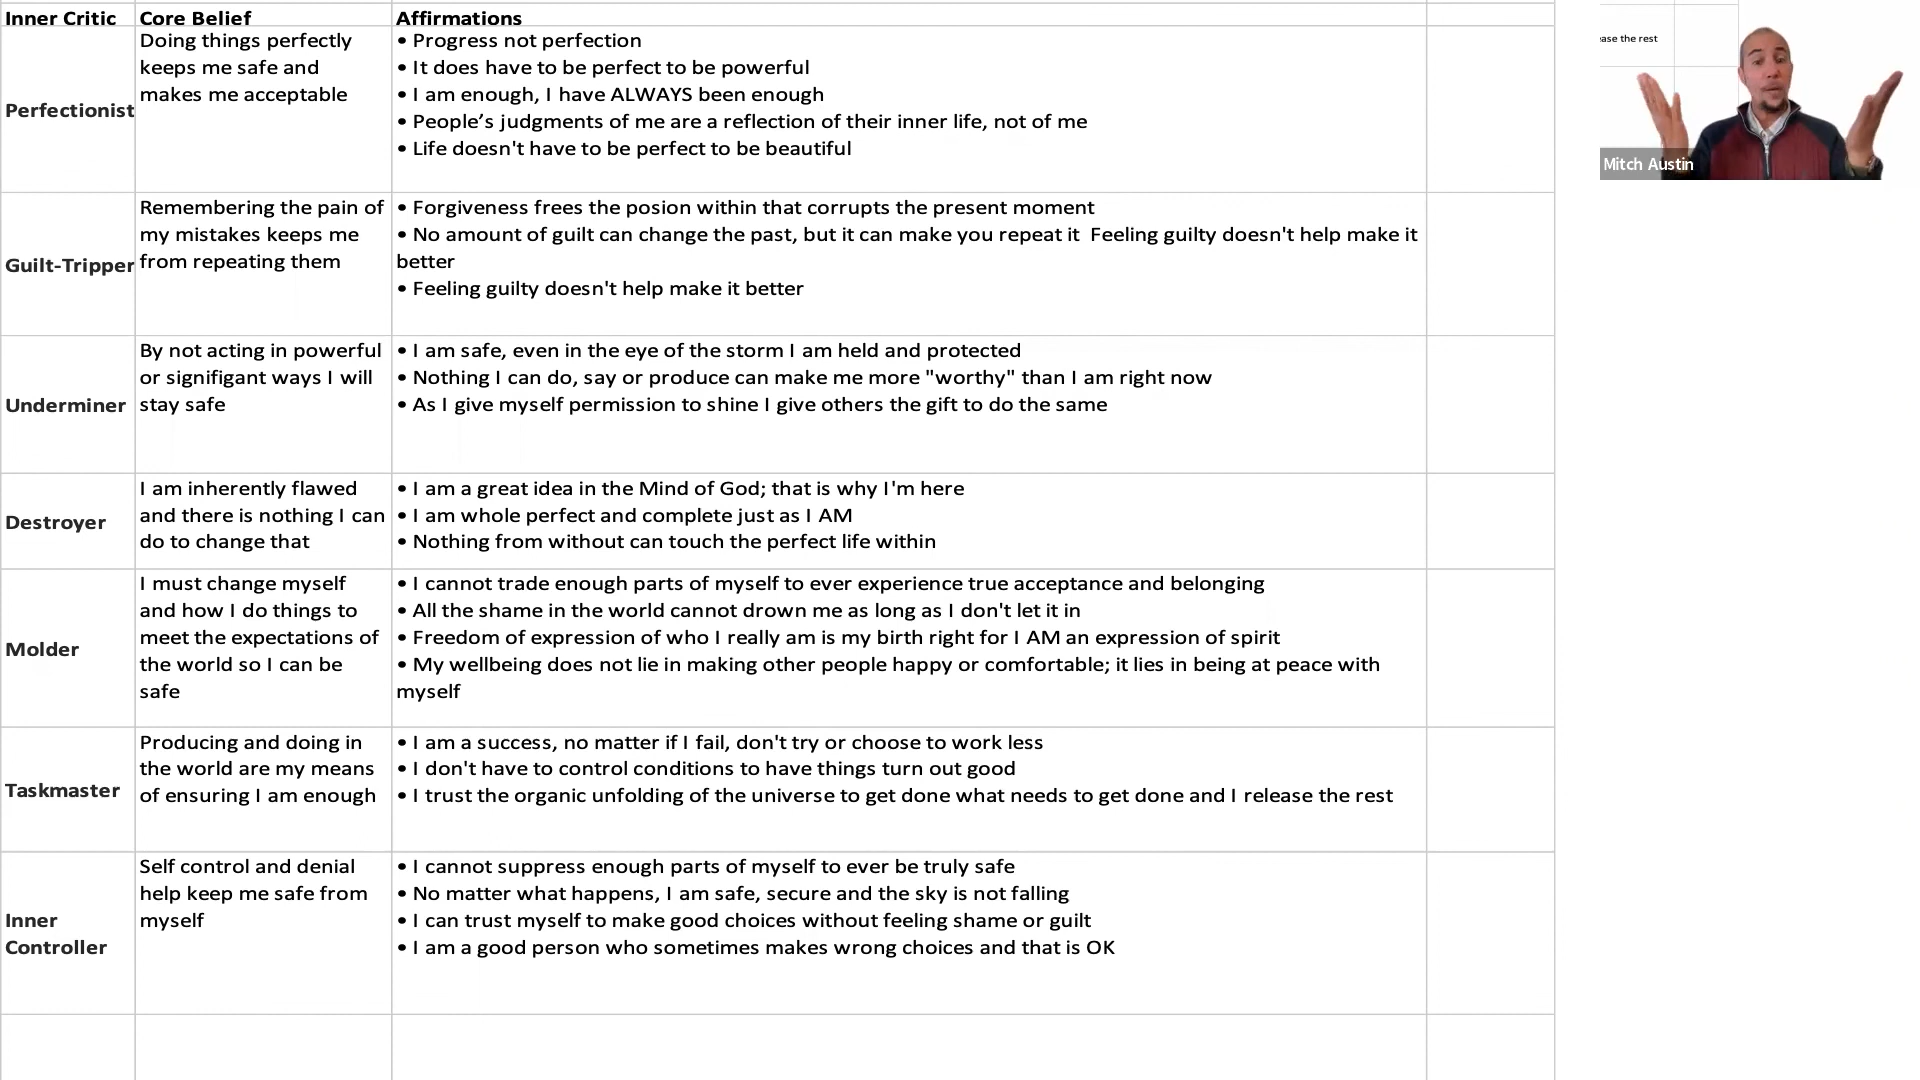 Inner Critic Core Belief Affirmations
Perfectionist
Doing things perfectly
keeps me safe and
makes me acceptable
• Progress not perfection
• It does have to be perfect to be powerful
• I am enough, I have ALWAYS been enough
• People’s judgments of me are a reflection of their inner life, not of me
• Life doesn't have to be perfect to be beautiful
Guilt-Tripper
Remembering the pain of
my mistakes keeps me
from repeating them
• Forgiveness frees the posion within that corrupts the present moment
• No amount of guilt can change the past, but it can make you repeat it  Feeling guilty doesn't help make it
better
• Feeling guilty doesn't help make it better
Underminer
By not acting in powerful
or signifigant ways I will
stay safe
• I am safe, even in the eye of the storm I am held and protected
• Nothing I can do, say or produce can make me more "worthy" than I am right now
• As I give myself permission to shine I give others the gift to do the same
Destroyer
I am inherently flawed
and there is nothing I can
do to change that
• I am a great idea in the Mind of God; that is why I'm here
• I am whole perfect and complete just as I AM
• Nothing from without can touch the perfect life within
Molder
I must change myself
and how I do things to
meet the expectations of
the world so I can be
safe
• I cannot trade enough parts of myself to ever experience true acceptance and belonging
• All the shame in the world cannot drown me as long as I don't let it in
• Freedom of expression of who I really am is my birth right for I AM an expression of spirit
• My wellbeing does not lie in making other people happy or comfortable; it lies in being at peace with
myself
Taskmaster
Producing and doing in
the world are my means
of ensuring I am enough
• I am a success, no matter if I fail, don't try or choose to work less
• I don't have to control conditions to have things turn out good
• I trust the organic unfolding of the universe to get done what needs to get done and I release the rest
Inner
Controller
Self control and denial
help keep me safe from
myself
• I cannot suppress enough parts of myself to ever be truly safe
• No matter what happens, I am safe, secure and the sky is not falling
• I can trust myself to make good choices without feeling shame or guilt
• I am a good person who sometimes makes wrong choices and that is OK
ease the rest
Mitch Austin